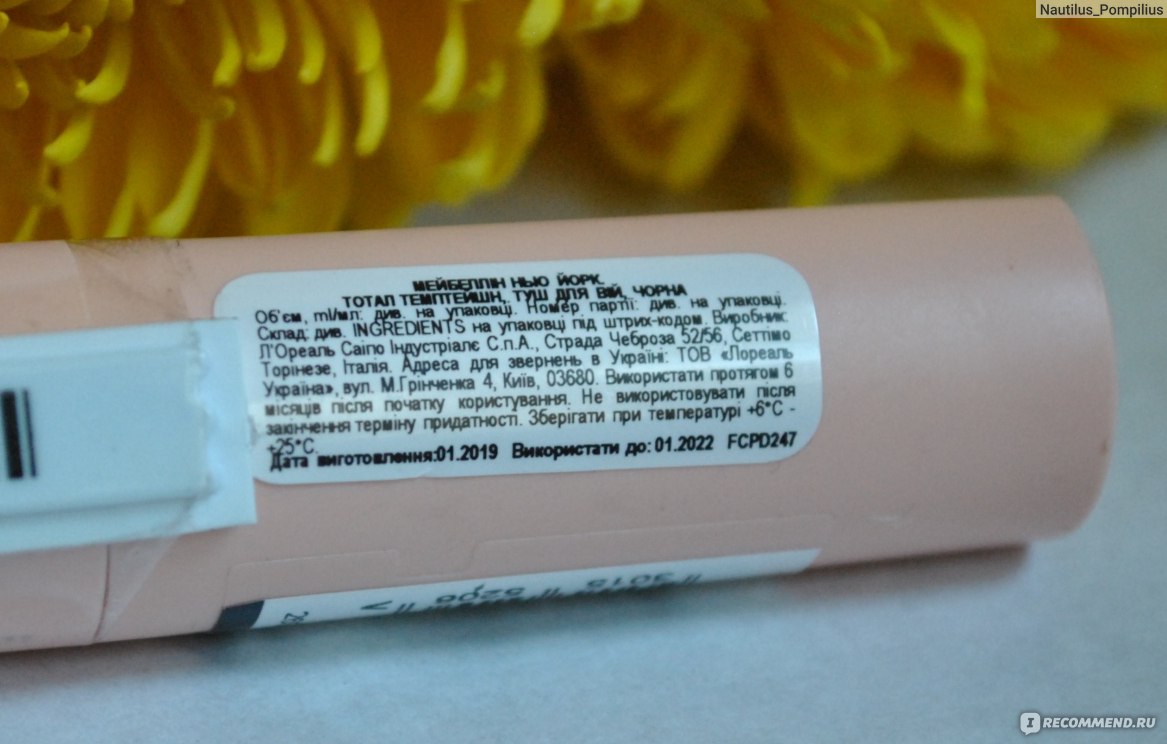 Nautilus_Pompilius
МЕЙБЕЛЛІН НЬЮ ЙОРК.
ТОТАЛ ТЕМПТЕЙШН, ТУШ ДЛЯ ВІЙ, ЧОРНА
Об'єм, ml/мл: див. на упаковці. Номер партії: див. на упаковці.
Склад: див. INGREDIENTS на упаковці під штрих-кодом. Виробник:
Л'Ореаль Саіпо Індустріалє С.п.А., Страда Чеброза 52/56, Сеттімо
Торінезе, Італія. Адреса для звернень в Україні: ТОВ «Лореаль
Україна», вул. М.Грінченка 4, Київ, 03680. Використати протягом 6
місяців після початку користування. Не використовувати після
закінчення терміну придатності. Зберігати при температурі +6°C -
+25°C.
Дата виготовлення:01.2019 Використати до: 01.2022 FCPD247
IRECOMMEND.RU